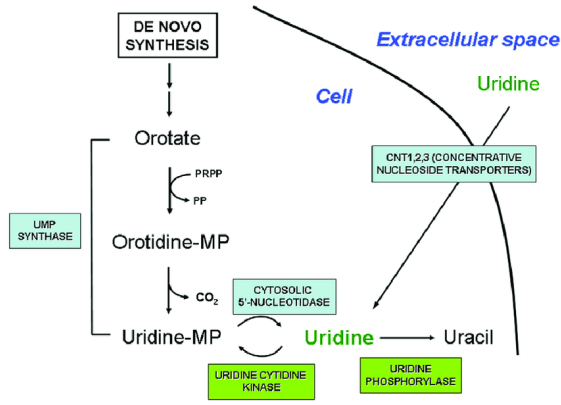 DE NOVO
SYNTHESIS
Extracellular space
Cell
Uridine
Orotate
CNT1,2,3 (CONCENTRATIVE
NUCLEOSIDE TRANSPORTERS)
PRPP
PP
UMP
SYNTHASE
Orotidine-MP
CO₂
CYTOSOLIC
5'-NUCLEOTIDASE
Uridine-MP
Uridine
Uracil
URIDINE CYTIDINE
KINASE
URIDINE
PHOSPHORYLASE